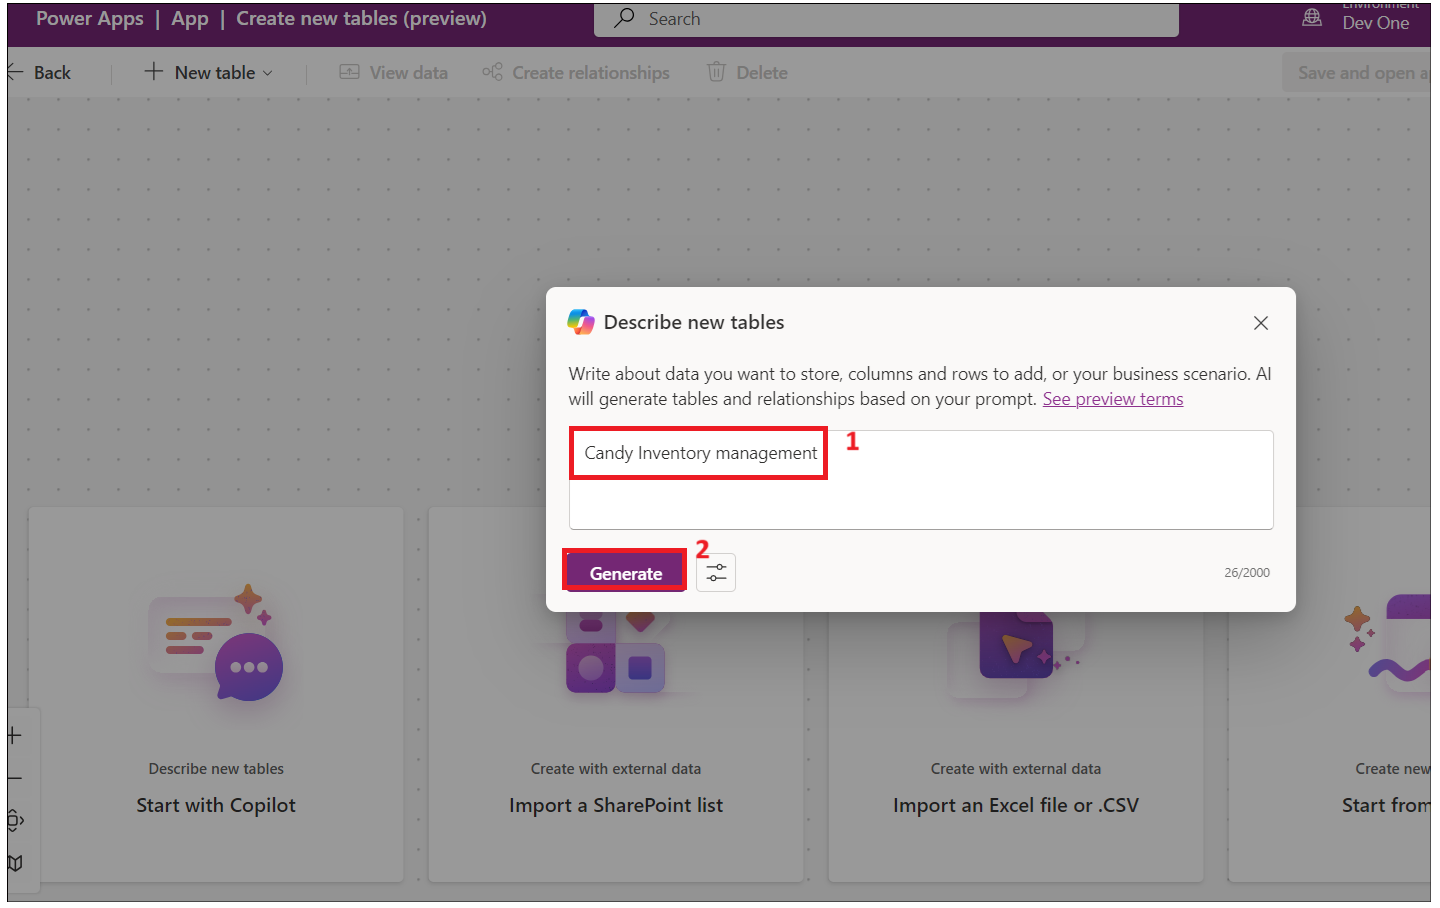 Power Apps | App | Create new tables (preview)
Search
Environment
Dev One
Back
New table
View data
Create relationships
Delete
Save and open
Describe new tables
Write about data you want to store, columns and rows to add, or your business scenario. AI
will generate tables and relationships based on your prompt. See preview terms
Candy Inventory management
1
Generate
2
26/2000
Describe new tables
Start with Copilot
Create with external data
Import a SharePoint list
Create with external data
Import an Excel file or .CSV
Create new
Start from